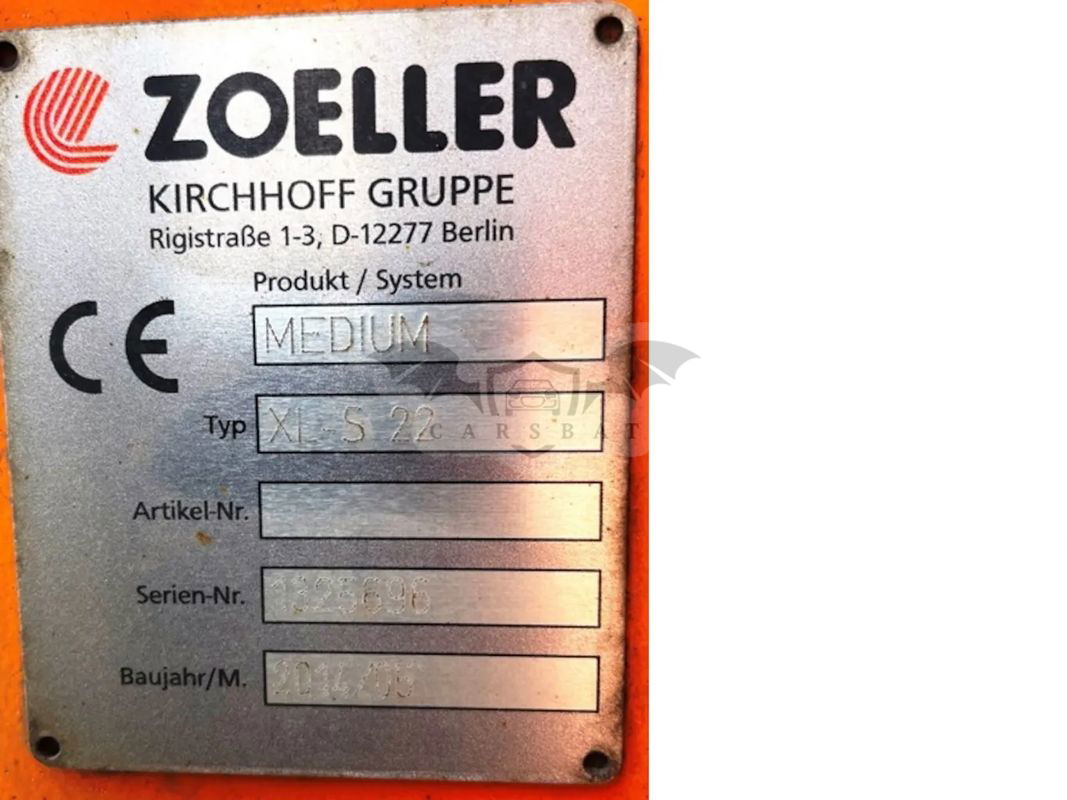 ZOELLER
KIRCHHOFF GRUPPE
Rigistraße 1-3, D-12277 Berlin
Produkt / System
CE
MEDIUM
Typ XL-S 22
CARSBAT
Artikel-Nr.
Serien-Nr. 1325696
Baujahr/M. 2014/05